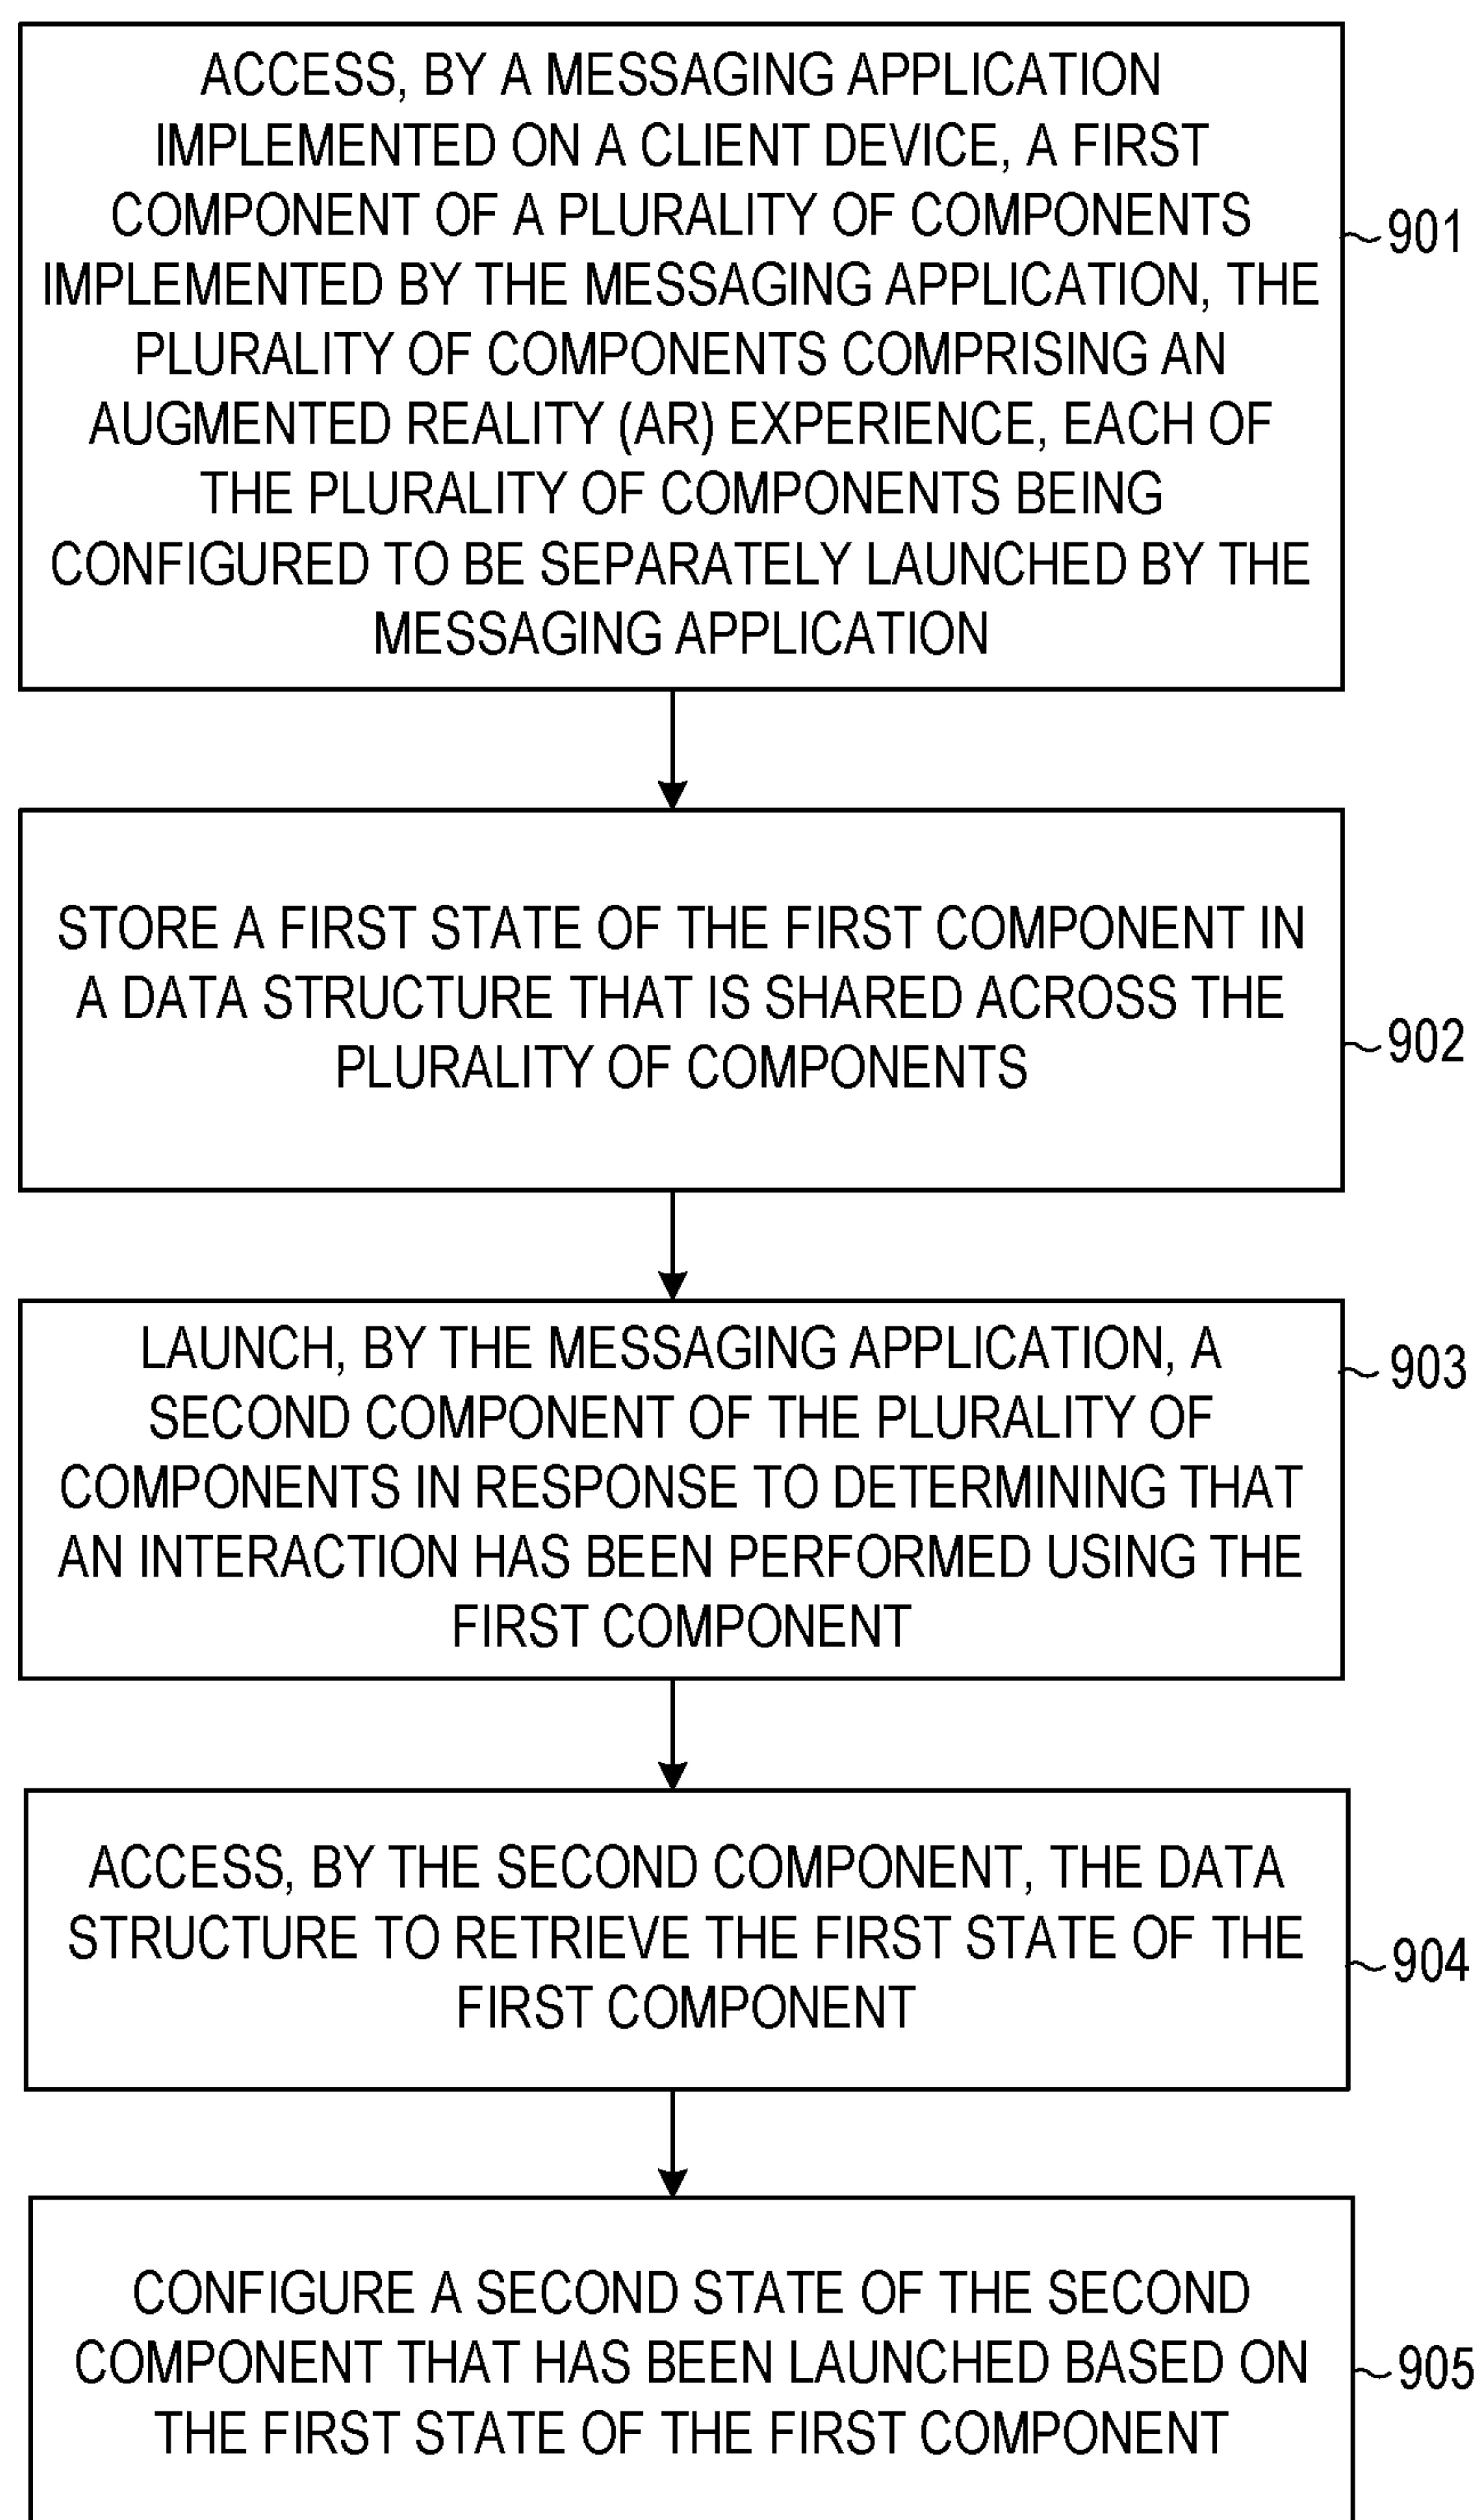 ACCESS, BY A MESSAGING APPLICATION
IMPLEMENTED ON A CLIENT DEVICE, A FIRST
COMPONENT OF A PLURALITY OF COMPONENTS
IMPLEMENTED BY THE MESSAGING APPLICATION, THE
PLURALITY OF COMPONENTS COMPRISING AN
AUGMENTED REALITY (AR) EXPERIENCE, EACH OF
THE PLURALITY OF COMPONENTS BEING
CONFIGURED TO BE SEPARATELY LAUNCHED BY THE
MESSAGING APPLICATION
901
STORE A FIRST STATE OF THE FIRST COMPONENT IN
A DATA STRUCTURE THAT IS SHARED ACROSS THE
PLURALITY OF COMPONENTS
902
LAUNCH, BY THE MESSAGING APPLICATION, A
SECOND COMPONENT OF THE PLURALITY OF
COMPONENTS IN RESPONSE TO DETERMINING THAT
AN INTERACTION HAS BEEN PERFORMED USING THE
FIRST COMPONENT
903
ACCESS, BY THE SECOND COMPONENT, THE DATA
STRUCTURE TO RETRIEVE THE FIRST STATE OF THE
FIRST COMPONENT
904
CONFIGURE A SECOND STATE OF THE SECOND
COMPONENT THAT HAS BEEN LAUNCHED BASED ON
THE FIRST STATE OF THE FIRST COMPONENT
905